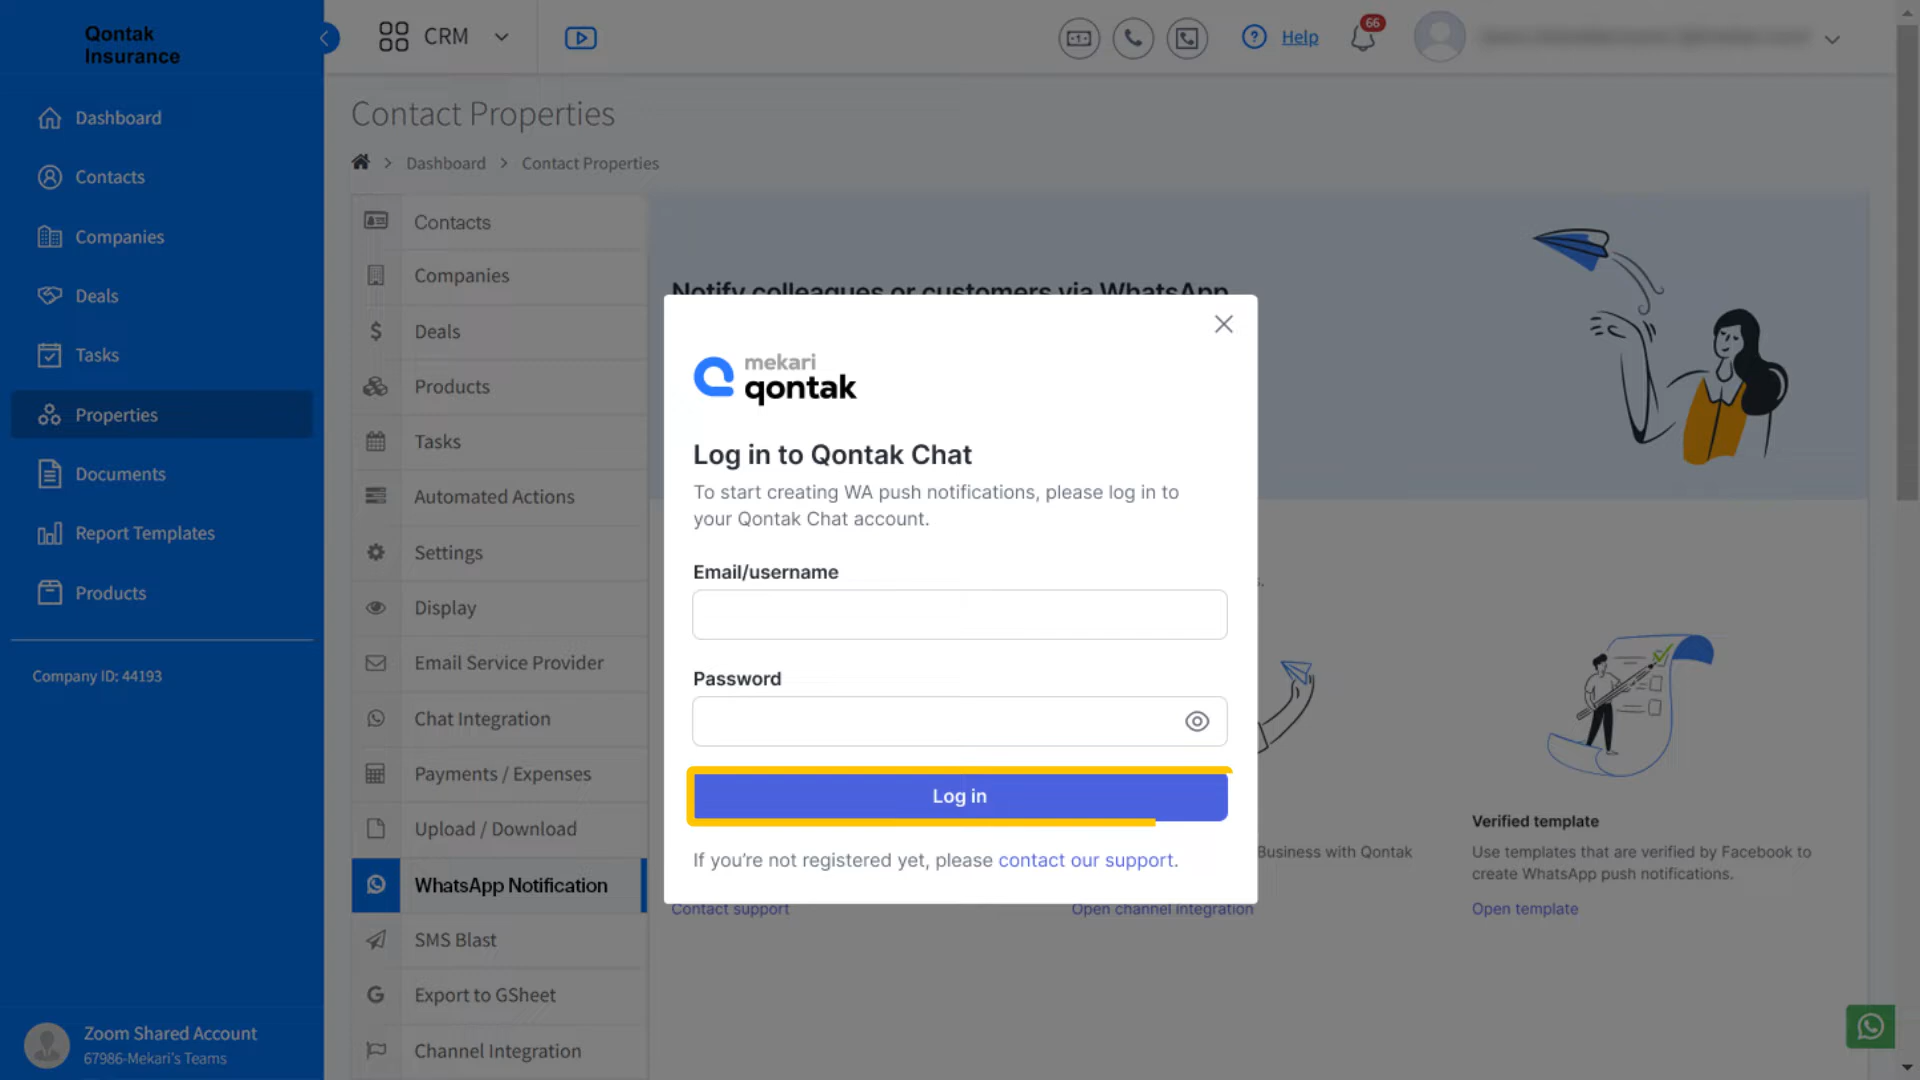 Qontak
Insurance
CRM
Help
66
Dashboard
Contacts
Companies
Deals
Tasks
Properties
Documents
Report Templates
Products
Company ID: 44193
Zoom Shared Account
67986-Mekari's Teams
Contact Properties
Dashboard
Contact Properties
Contacts
Companies
Deals
Products
Tasks
Automated Actions
Settings
Display
Email Service Provider
Chat Integration
Payments / Expenses
Upload / Download
WhatsApp Notification
SMS Blast
Export to GSheet
Channel Integration
Notify colleagues or customers via WhatsApp
mekari
qontak
Log in to Qontak Chat
To start creating WA push notifications, please log in to
your Qontak Chat account.
Email/username
Password
Log in
If you’re not registered yet, please contact our support.
Contact support
Business with Qontak
Open channel integration
Verified template
Use templates that are verified by Facebook to
create WhatsApp push notifications.
Open template